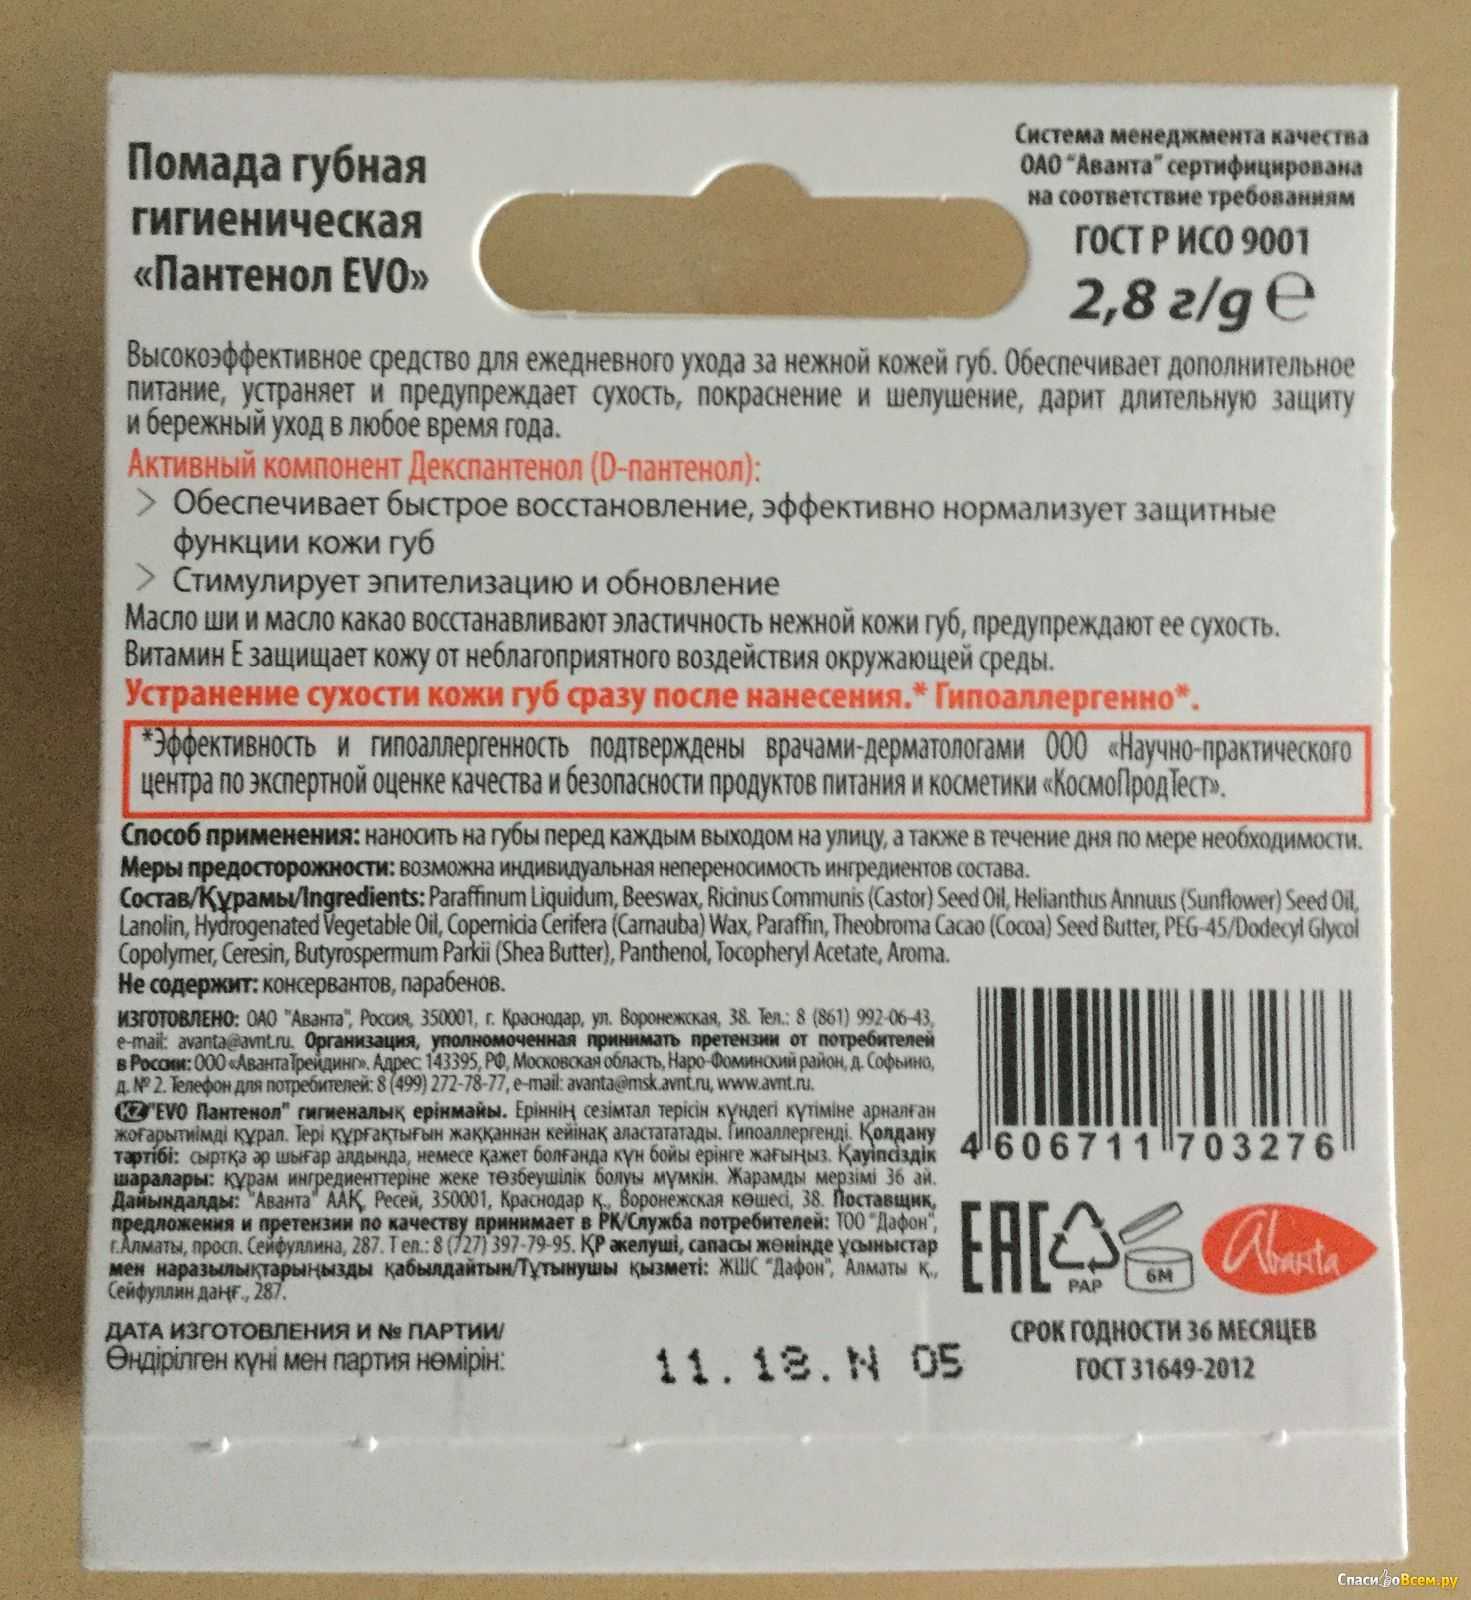 Помада губная
гигиеническая
«Пантенол EVO»
Система менеджмента качества
ОАО "Аванта" сертифицирована
на соответствие требованиям
ГОСТ Р ИСО 9001
2,8 г/g ℮
Высокоэффективное средство для ежедневного ухода за нежной кожей губ. Обеспечивает дополнительное
питание, устраняет и предупреждает сухость, покраснение и шелушение, дарит длительную защиту
и бережный уход в любое время года.
Активный компонент Декспантенол (D-пантенол):
> Обеспечивает быстрое восстановление, эффективно нормализует защитные
функции кожи губ
> Стимулирует эпителизацию и обновление
Масло ши и масло какао восстанавливают эластичность нежной кожи губ, предупреждают ее сухость.
Витамин Е защищает кожу от неблагоприятного воздействия окружающей среды.
Устранение сухости кожи губ сразу после нанесения.* Гипоаллергенно*.
*Эффективность и гипоаллергенность подтверждены врачами-дерматологами ООО «Научно-практического
центра по экспертной оценке качества и безопасности продуктов питания и косметики «КосмоПродТест».
Способ применения: наносить на губы перед каждым выходом на улицу, а также в течение дня по мере необходимости.
Меры предосторожности: возможна индивидуальная непереносимость ингредиентов состава.
Состав/Құрамы/Ingredients: Paraffinum Liquidum, Beeswax, Ricinus Communis (Castor) Seed Oil, Helianthus Annuus (Sunflower) Seed Oil,
Lanolin, Hydrogenated Vegetable Oil, Copernicia Cerifera (Carnauba) Wax, Paraffin, Theobroma Cacao (Cocoa) Seed Butter, PEG-45/Dodecyl Glycol
Copolymer, Ceresin, Butyrospermum Parkii (Shea Butter), Panthenol, Tocopheryl Acetate, Aroma.
Не содержит: консервантов, парабенов.
ИЗГОТОВЛЕНО: ОАО "Аванта", Россия, 350001, г. Краснодар, ул. Воронежская, 38. Тел.: 8 (861) 992-06-43,
e-mail: avanta@avnt.ru. Организация, уполномоченная принимать претензии от потребителей
в России: ООО «АвантаТрейдинг». Адрес: 143395, РФ, Московская область, Наро-Фоминский район, д. Софьино,
д. № 2. Телефон для потребителей: 8 (499) 272-78-77, e-mail: avanta@msk.avnt.ru, www.avnt.ru.
KZ "EVO Пантенол" гигиеналық ерінмайы. Еріннің сезімтал терісін күндегі күтіміне арналған
жоғарытиімді құрал. Тері құрғақтығын жаққаннан кейінақ аластататады. Гипоаллергенді. Қолдану
тәртібі: сыртқа әр шығар алдында, немесе қажет болғанда күн бойы ерінге жағыңыз. Қауіпсіздік
шаралары: құрам ингредиенттеріне жеке төзбеушілік болуы мүмкін. Жарамды мерзімі 36 ай.
Дайындалды: "Аванта" ААҚ, Ресей, 350001, Краснодар қ., Воронежская көшесі, 38. Поставщик,
предложения и претензии по качеству принимает в РК/Служба потребителей: ТОО "Дафон",
г.Алматы, просп. Сейфуллина, 287. Тел.: 8 (727) 397-79-95. ҚР әкелуші, сапасы жөнінде ұсыныстар
мен наразылықтарыңызды қабылдайтын/Тұтынушы қызметі: ЖШС "Дафон", Алматы қ.,
Сейфуллин даңғ., 287.
4 606711 703276
EAC
PAP
6M
Avanta
ДАТА ИЗГОТОВЛЕНИЯ И № ПАРТИИ/
Өндірілген күні мен партия нөмірін:
11.18.N 05
СРОК ГОДНОСТИ 36 МЕСЯЦЕВ
ГОСТ 31649-2012
СпасибоВсем.ру